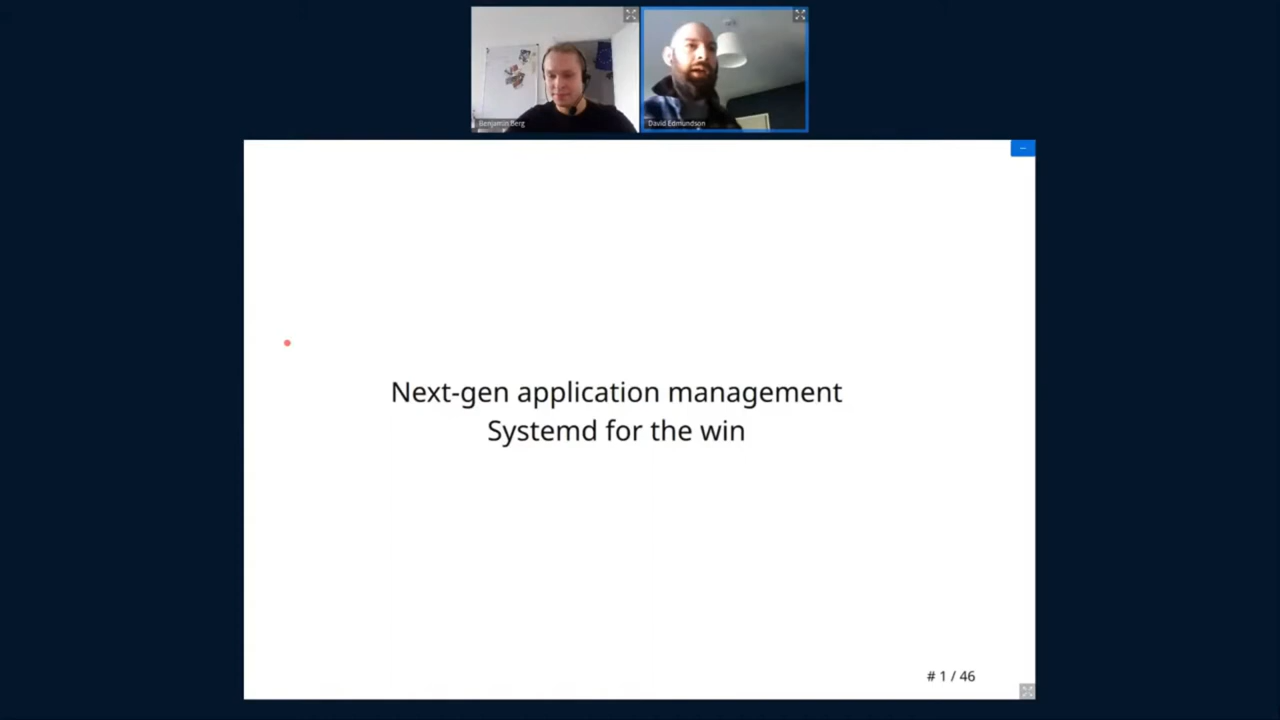 Benjamin Berg
David Edmundson
Next-gen application management
Systemd for the win
# 1 / 46